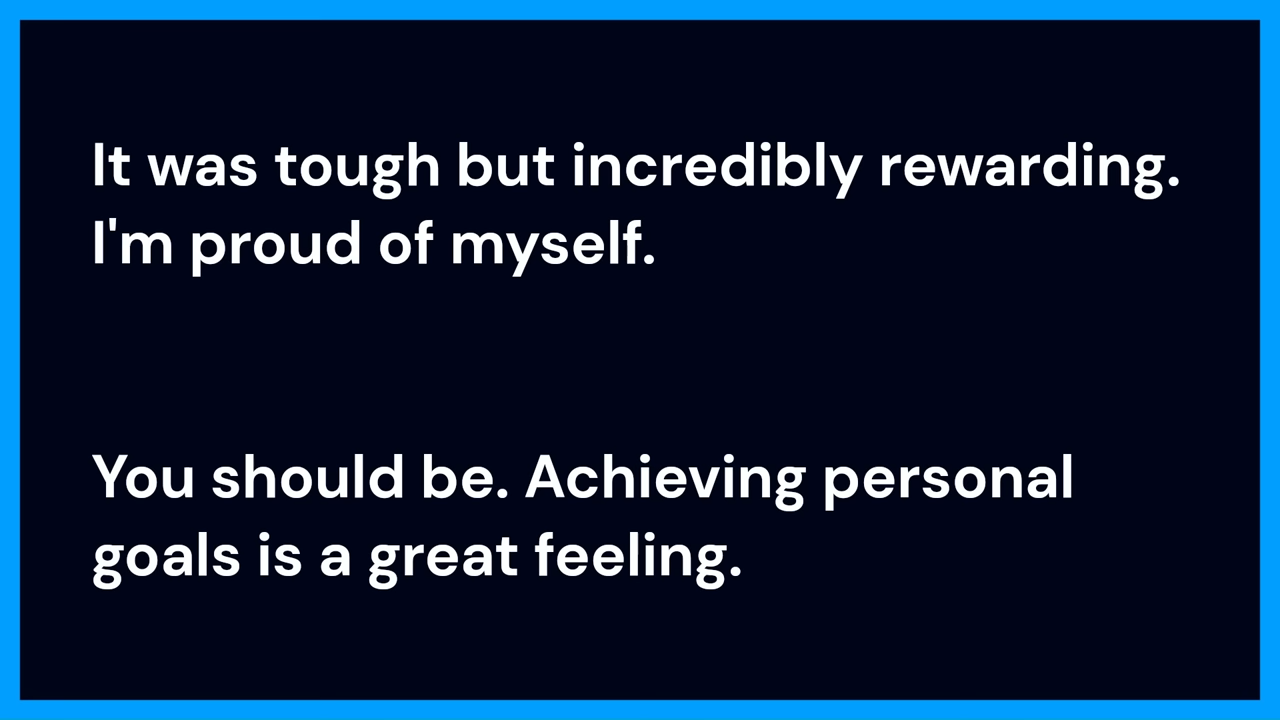 It was tough but incredibly rewarding.
I'm proud of myself.
You should be. Achieving personal
goals is a great feeling.